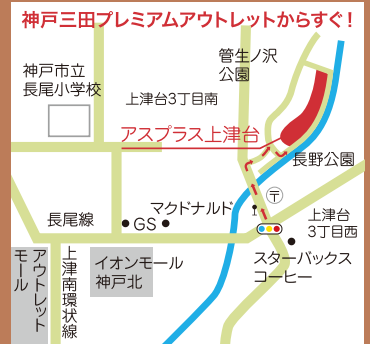 神戸三田プレミアムアウトレットからすぐ!
菅生ノ沢
公園
神戸市立
長尾小学校
上津台3丁目南
アスプラス上津台
長野公園
〒
マクドナルド
上津台
3丁目西
長尾線
GS
スターバックス
コーヒー
アウトレット
モール
上津南環状線
イオンモール
神戸北